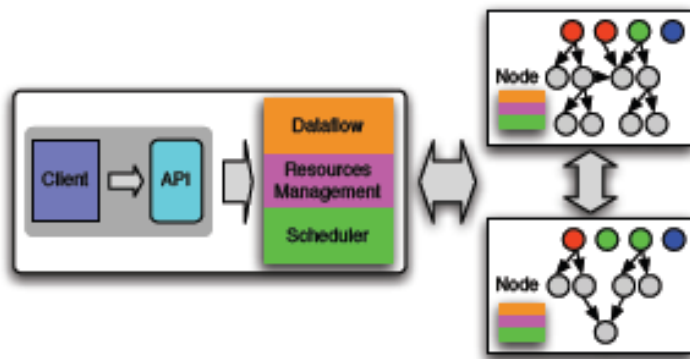 Client
API
Dataflow
Resources
Management
Scheduler
Node
Node